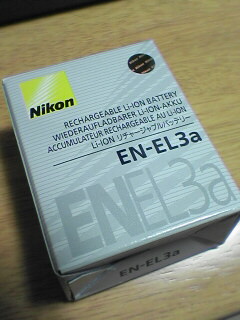 Nikon
RECHARGEABLE Li-ION BATTERY
WIEDERAUFLADBARER Li-ION-AKKU
ACCUMULATEUR RECHARGEABLE AU Li-ION
Li-ION リチャージャブルバッテリー
EN-EL3a
ENEL3a
EN-EL3a